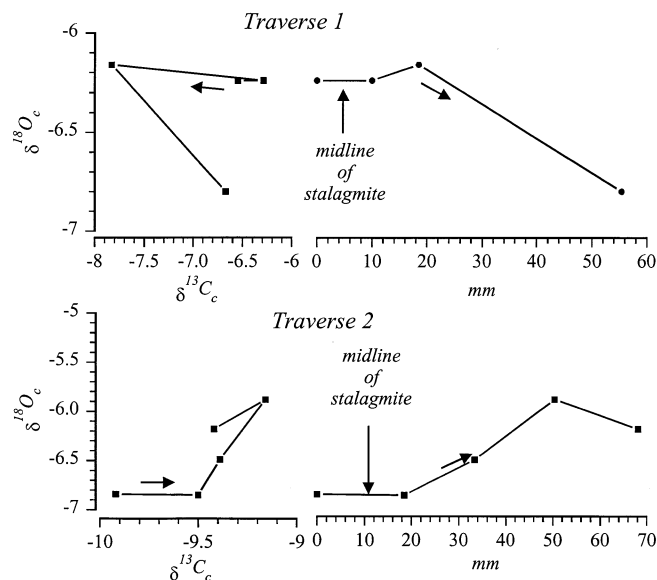 Traverse 1
-6
-6.5
-7
δ18Oc
midline
of
stalagmite
-8 -7.5 -7.0 -6.5 -6
0 10 20 30 40 50 60
δ13Cc
mm
Traverse 2
-5
-5.5
-6.0
-6.5
-7
δ18Oc
midline
of
stalagmite
-10 -9.5 -9
0 10 20 30 40 50 60 70
δ13Cc
mm